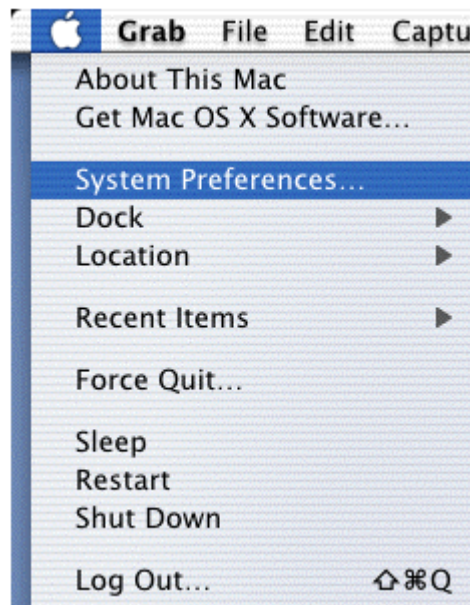 Grab File Edit Captu
About This Mac
Get Mac OS X Software...
System Preferences...
Dock
Location
Recent Items
Force Quit...
Sleep
Restart
Shut Down
Log Out... ⇧⌘Q